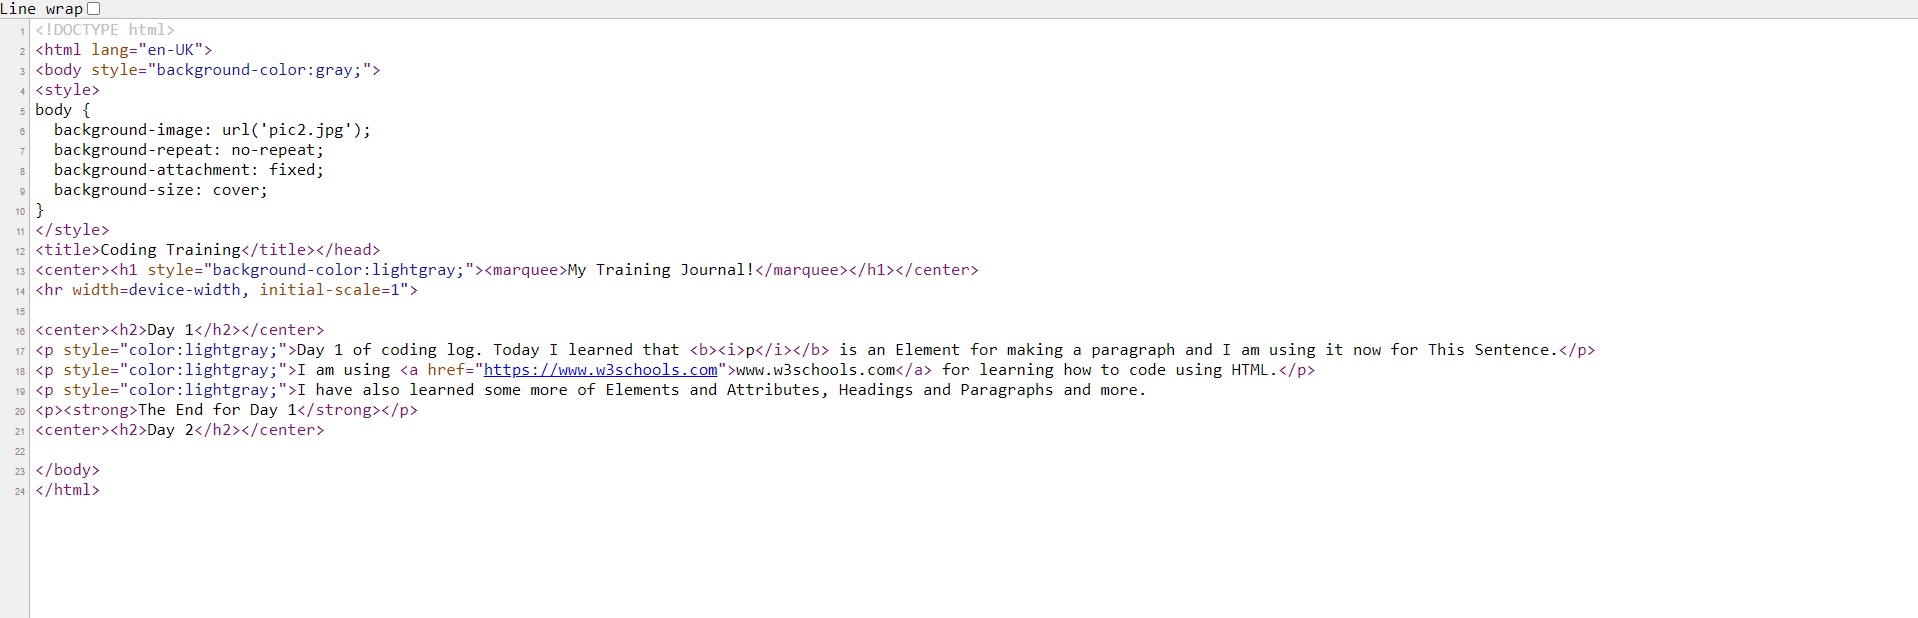 Line wrap
1 <!DOCTYPE html>
2 <html lang="en-UK">
3 <body style="background-color:gray;">
4 <style>
5 body {
6   background-image: url('pic2.jpg');
7   background-repeat: no-repeat;
8   background-attachment: fixed;
9   background-size: cover;
10 }
11 </style>
12 <title>Coding Training</title></head>
13 <center><h1 style="background-color:lightgray;"><marquee>My Training Journal!</marquee></h1></center>
14 <hr width=device-width, initial-scale=1">
15
16 <center><h2>Day 1</h2></center>
17 <p style="color:lightgray;">Day 1 of coding log. Today I learned that <b><i>p</i></b> is an Element for making a paragraph and I am using it now for This Sentence.</p>
18 <p style="color:lightgray;">I am using <a href="https://www.w3schools.com">www.w3schools.com</a> for learning how to code using HTML.</p>
19 <p style="color:lightgray;">I have also learned some more of Elements and Attributes, Headings and Paragraphs and more.
20 <p><strong>The End for Day 1</strong></p>
21 <center><h2>Day 2</h2></center>
22
23 </body>
24 </html>